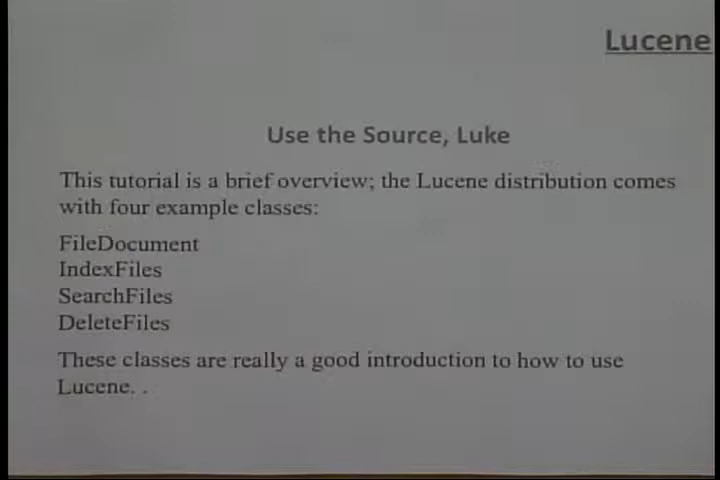 Lucene
Use the Source, Luke
This tutorial is a brief overview; the Lucene distribution comes
with four example classes:
FileDocument
IndexFiles
SearchFiles
DeleteFiles
These classes are really a good introduction to how to use
Lucene. .